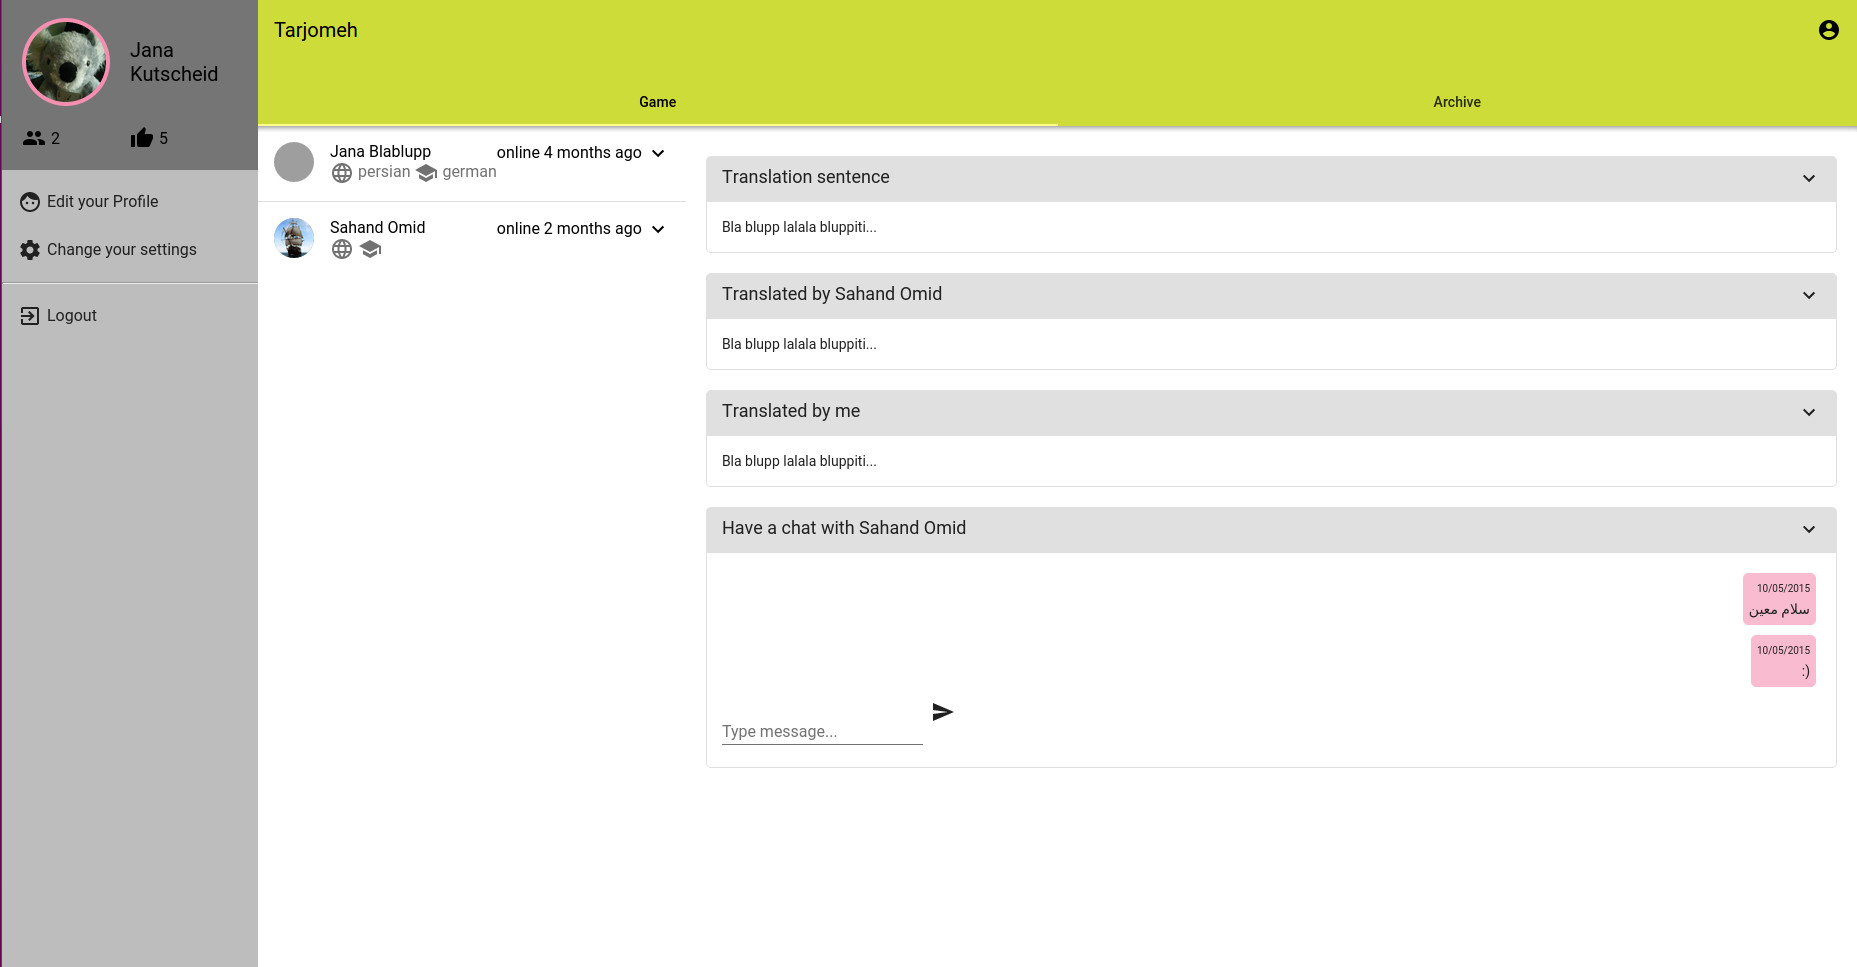 Jana
Kutscheid
2
5
Edit your Profile
Change your settings
Logout
Tarjomeh
Game
Archive
Jana Blablupp
online 4 months ago
persian german
Sahand Omid
online 2 months ago
Translation sentence
Bla blupp lalala bluppiti...
Translated by Sahand Omid
Bla blupp lalala bluppiti...
Translated by me
Bla blupp lalala bluppiti...
Have a chat with Sahand Omid
10/05/2015
سلام معین
10/05/2015
:)
Type message...